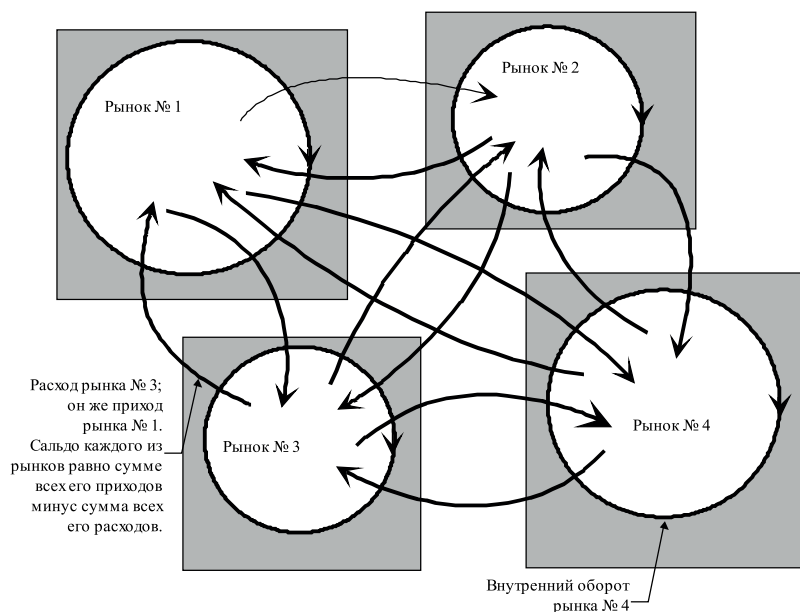 Рынок № 1
Рынок № 2
Расход рынка № 3;
он же приход
рынка № 1.
Сальдо каждого из
рынков равно сумме
всех его приходов
минус сумма всех
его расходов.
Рынок № 3
Рынок № 4
Внутренний оборот
рынка № 4